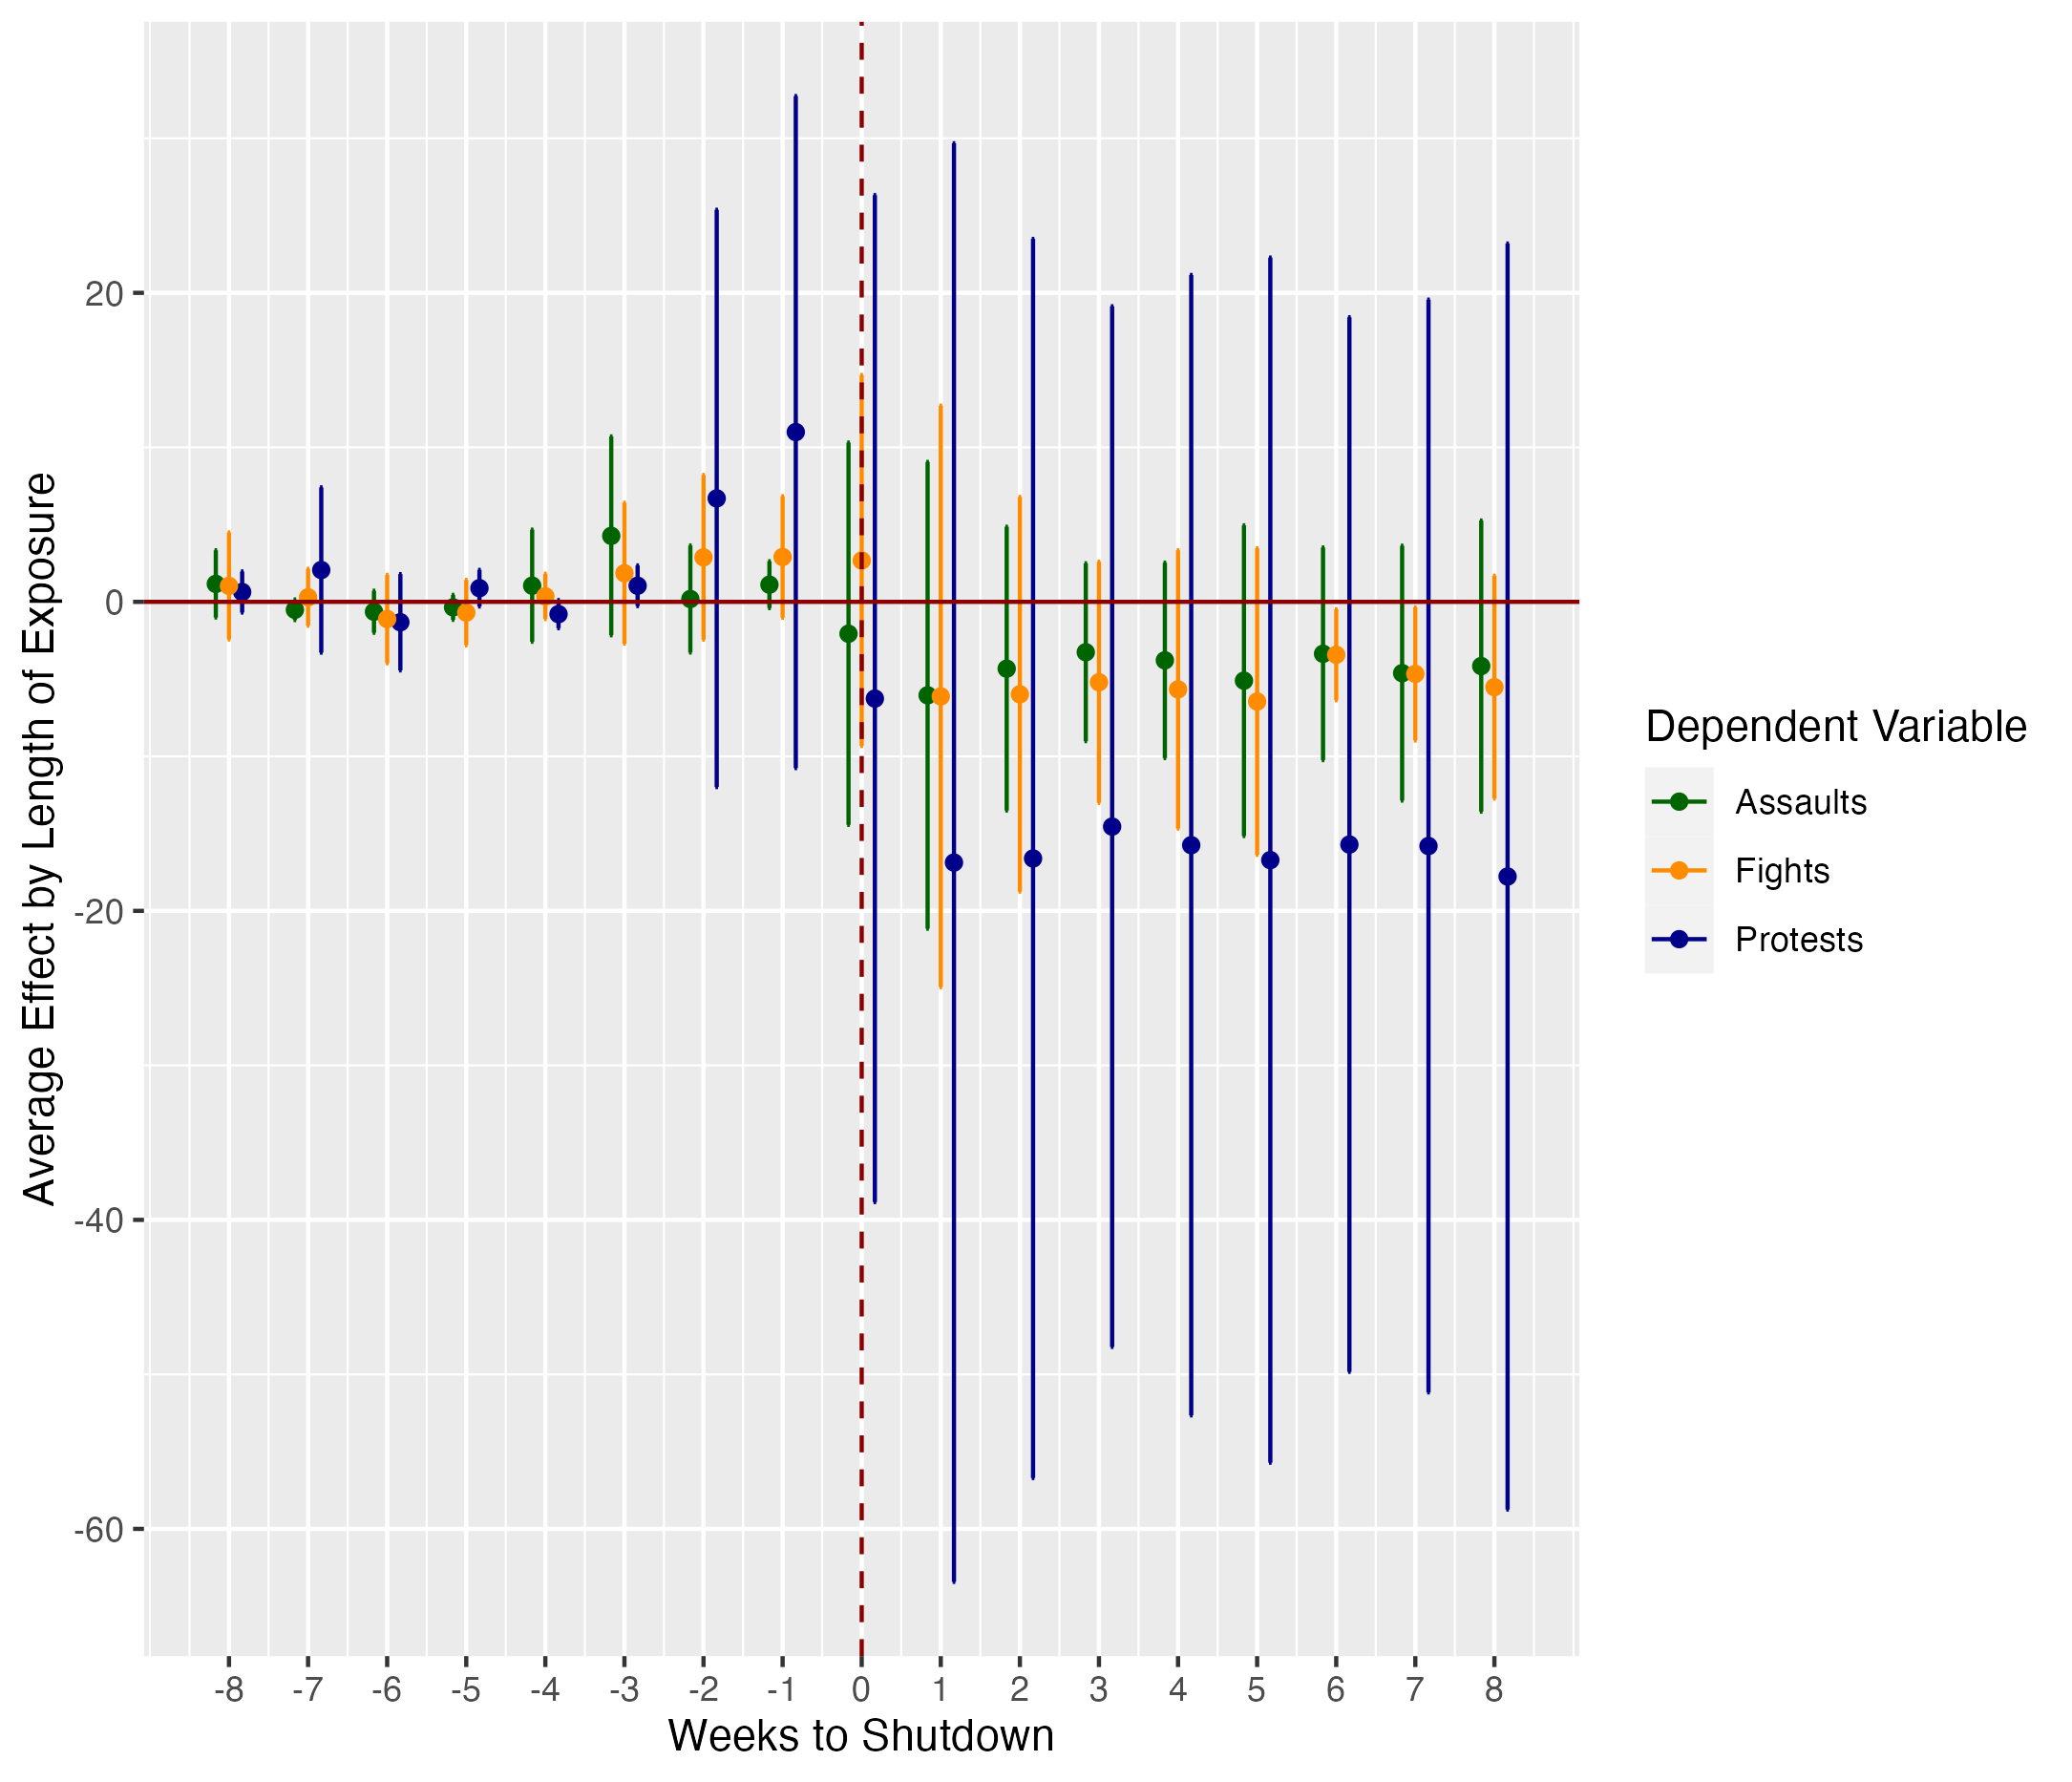 Average Effect by Length of Exposure
20
0
-20
-40
-60
-8 -7 -6 -5 -4 -3 -2 -1 0 1 2 3 4 5 6 7 8
Weeks to Shutdown
Dependent Variable
Assaults
Fights
Protests